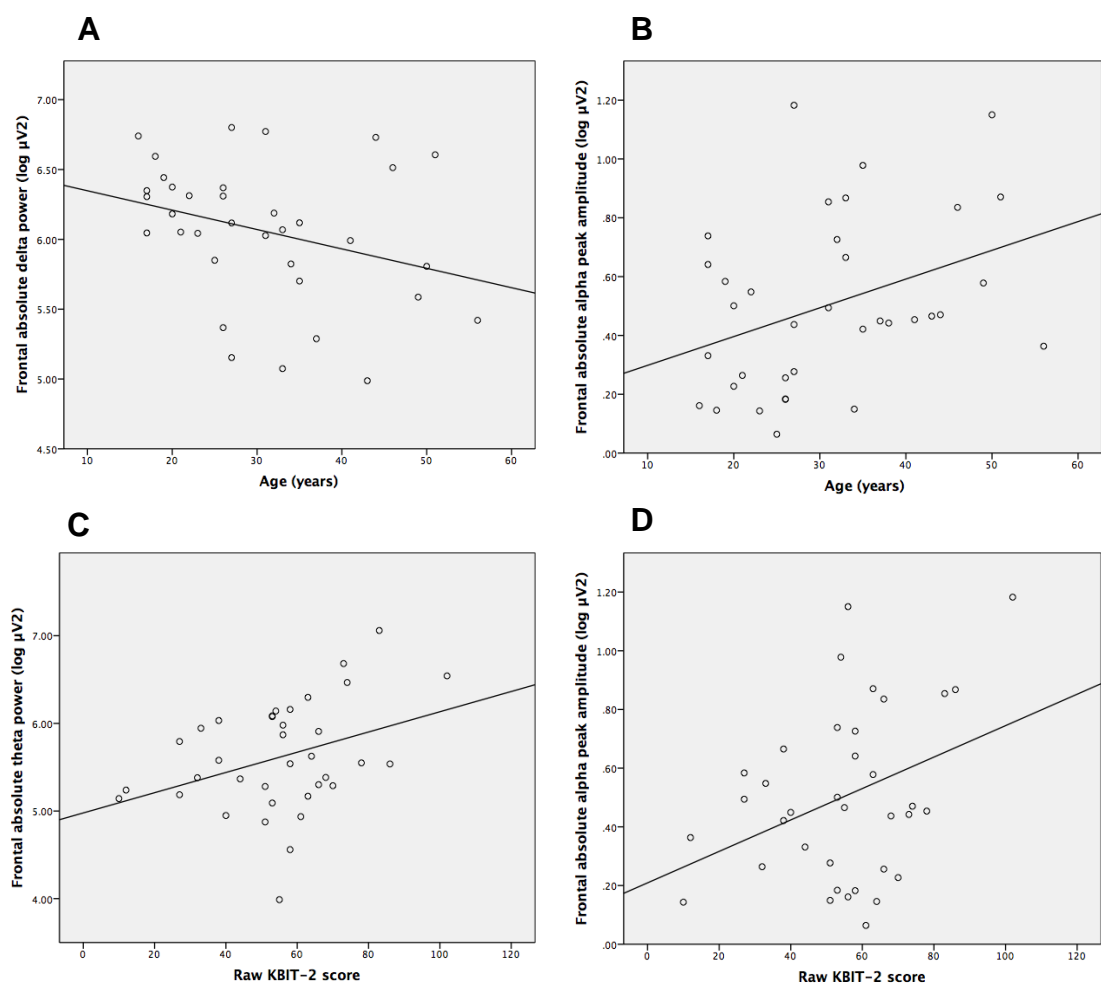 A
Frontal absolute delta power (log µV2)
7.00
6.50
6.00
5.50
5.00
4.50
10 20 30 40 50 60
Age (years)
B
Frontal absolute alpha peak amplitude (log µV2)
1.20
1.00
.80
.60
.40
.20
.00
10 20 30 40 50 60
Age (years)
C
Frontal absolute theta power (log µV2)
7.00
6.00
5.00
4.00
0 20 40 60 80 100 120
Raw KBIT-2 score
D
Frontal absolute alpha peak amplitude (log µV2)
1.20
1.00
.80
.60
.40
.20
.00
0 20 40 60 80 100 120
Raw KBIT-2 score